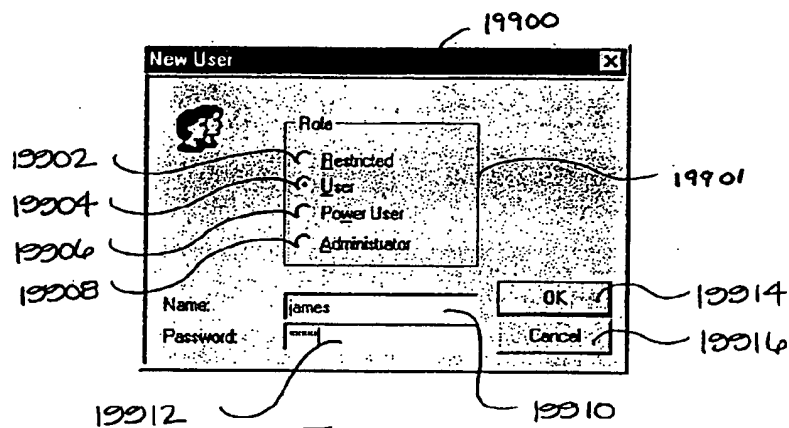 19900
New User
Role
19902
Restricted
19901
19904
User
19906
Power User
19908
Administrator
Name:
james
OK
19914
Password:
****
Cancel
19916
19912
19910